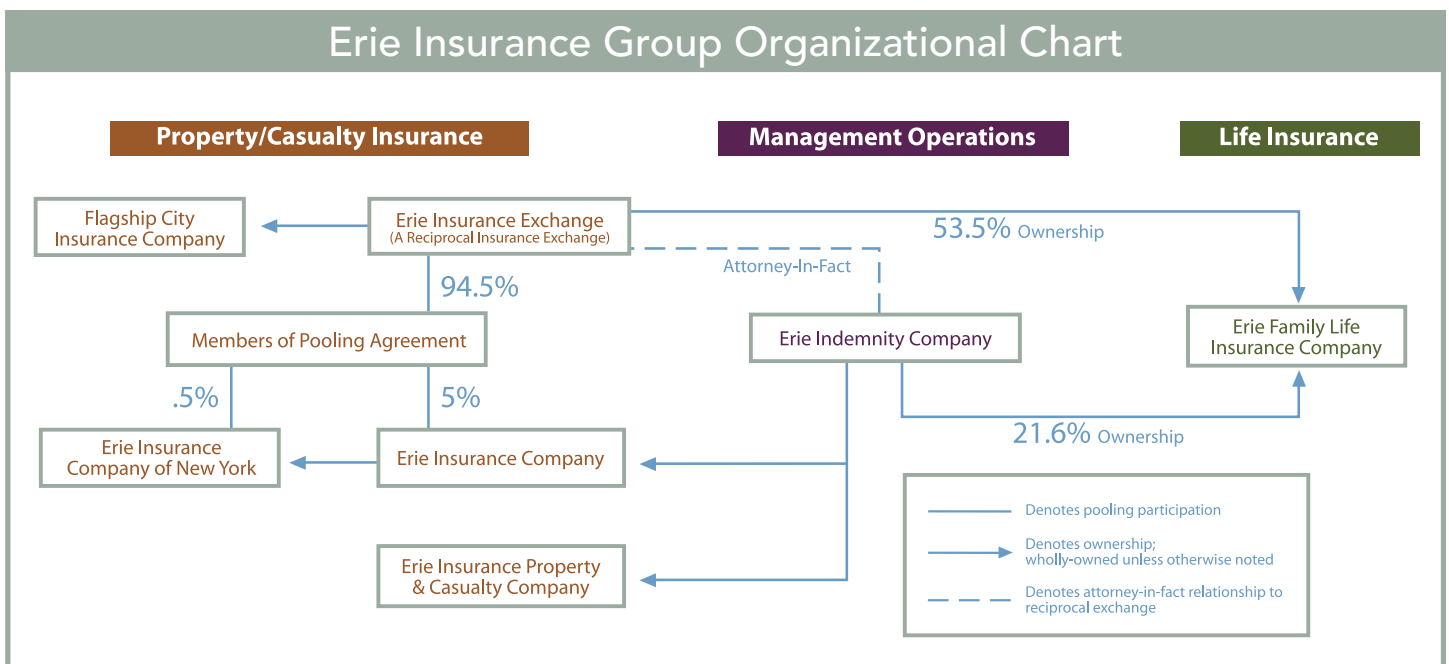 Erie Insurance Group Organizational Chart
Property/Casualty Insurance
Management Operations
Life Insurance
Flagship City
Insurance Company
Erie Insurance Exchange
(A Reciprocal Insurance Exchange)
53.5% Ownership
Attorney-In-Fact
94.5%
Members of Pooling Agreement
Erie Indemnity Company
Erie Family Life
Insurance Company
.5%
5%
21.6% Ownership
Erie Insurance
Company of New York
Erie Insurance Company
Erie Insurance Property
& Casualty Company
Denotes pooling participation
Denotes ownership;
wholly-owned unless otherwise noted
Denotes attorney-in-fact relationship to
reciprocal exchange